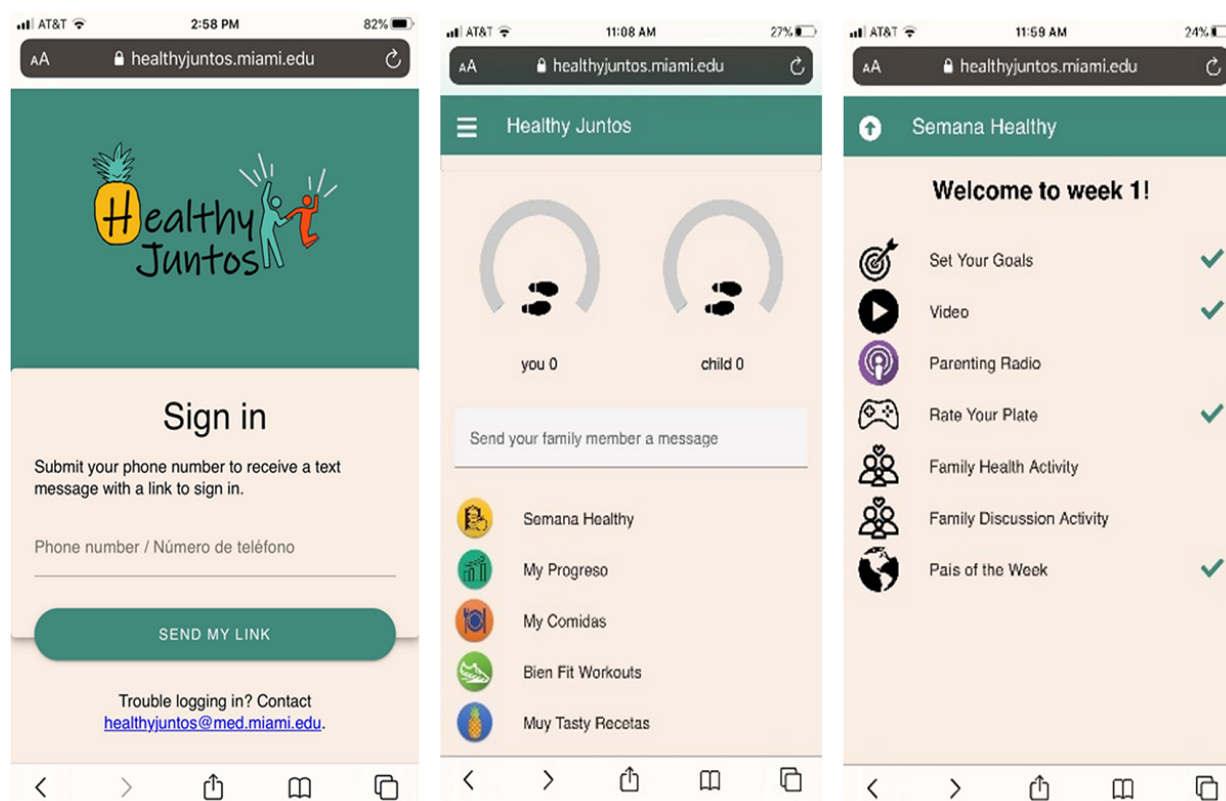 AT&T 2:58 PM 82%
AA healthyjuntos.miami.edu
Healthy
Juntos
Sign in
Submit your phone number to receive a text
message with a link to sign in.
Phone number / Número de teléfono
SEND MY LINK
Trouble logging in? Contact
healthyjuntos@med.miami.edu.
AT&T 11:08 AM 27%
AA healthyjuntos.miami.edu
Healthy Juntos
you 0 child 0
Send your family member a message
Semana Healthy
My Progreso
My Comidas
Bien Fit Workouts
Muy Tasty Recetas
AT&T 11:59 AM 24%
AA healthyjuntos.miami.edu
Semana Healthy
Welcome to week 1!
Set Your Goals
Video
Parenting Radio
Rate Your Plate
Family Health Activity
Family Discussion Activity
Pais of the Week